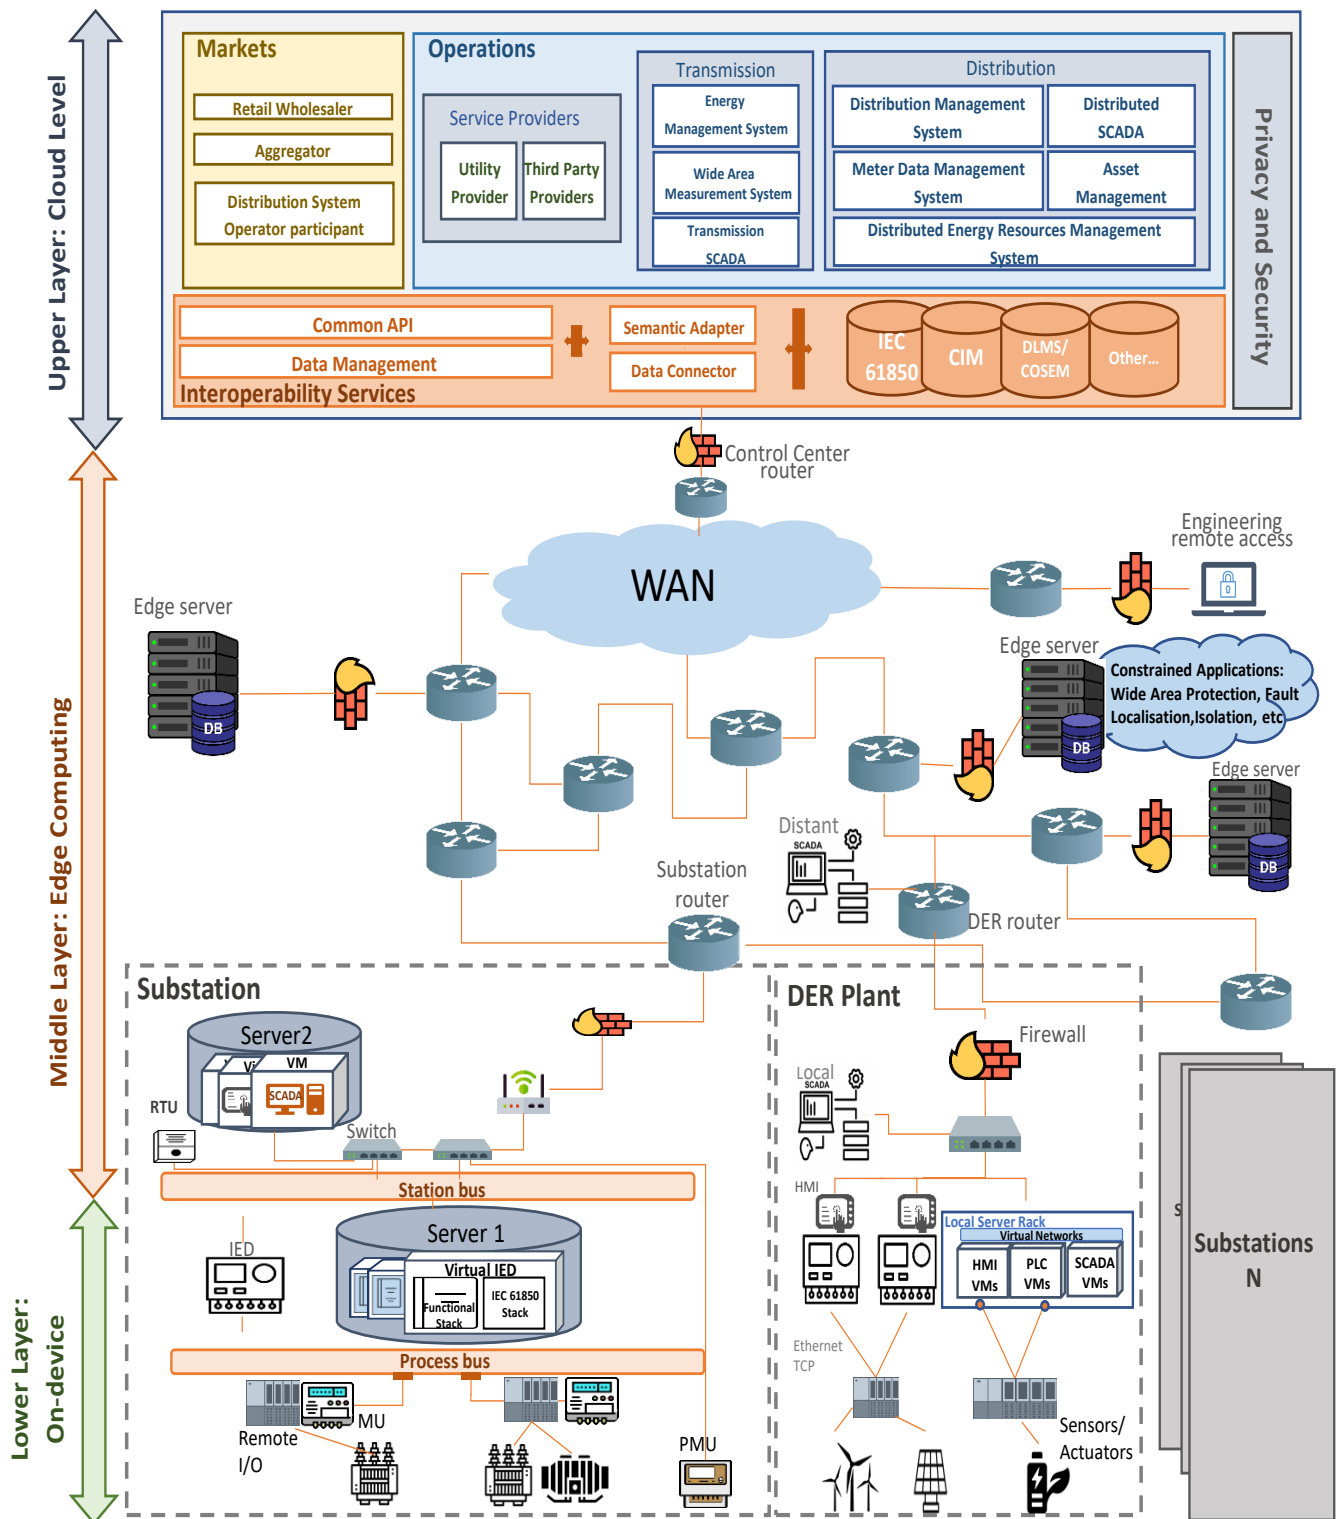 Upper Layer: Cloud Level
Markets
Retail Wholesaler
Aggregator
Distribution System
Operator participant
Operations
Service Providers
Utility
Provider
Third Party
Providers
Transmission
Energy
Management System
Wide Area
Measurement System
Transmission
SCADA
Distribution
Distribution Management
System
Distributed
SCADA
Meter Data Management
System
Asset
Management
Distributed Energy Resources Management
System
Privacy and Security
Common API
Data Management
Semantic Adapter
Data Connector
IEC
61850
CIM
DLMS/
COSEM
Other...
Interoperability Services
Middle Layer: Edge Computing
Control Center
router
WAN
Engineering
remote access
Edge server
DB
Edge server
DB
Constrained Applications:
Wide Area Protection, Fault
Localisation,Isolation, etc
Edge server
DB
Distant
SCADA
Substation
router
DER router
Substation
Server2
VM
SCADA
RTU
Switch
Station bus
DER Plant
Firewall
Local
SCADA
HMI
Local Server Rack
Virtual Networks
HMI
VMs
PLC
VMs
SCADA
VMs
Ethernet
TCP
Sensors/
Actuators
Substations
N
Lower Layer:
On-device
IED
Server 1
Virtual IED
Functional
Stack
IEC 61850
Stack
Process bus
MU
Remote
I/O
PMU